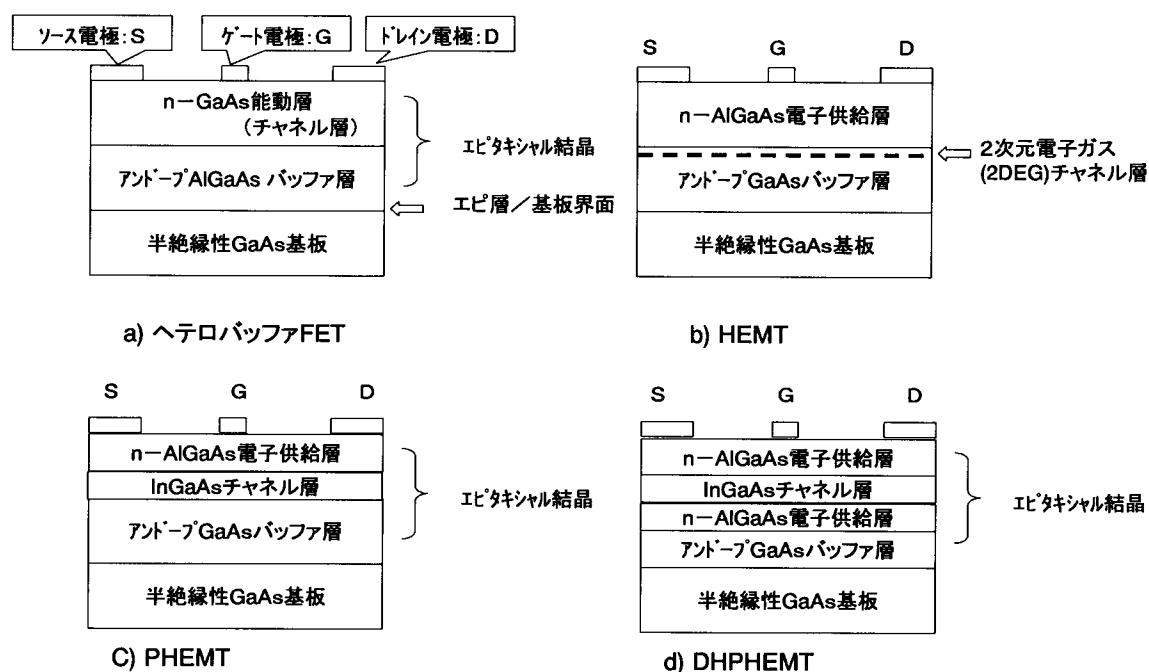 ソース電極:S
ゲート電極:G
ドレイン電極:D
n-GaAs能動層
(チャネル層)
アンドープAlGaAs バッファ層
半絶縁性GaAs基板
エピタキシャル結晶
エピ層/基板界面
a) ヘテロバッファFET
S G D
n-AlGaAs電子供給層
アンドープGaAsバッファ層
半絶縁性GaAs基板
2次元電子ガス
(2DEG)チャネル層
b) HEMT
S G D
n-AlGaAs電子供給層
InGaAsチャネル層
アンドープGaAsバッファ層
半絶縁性GaAs基板
エピタキシャル結晶
C) PHEMT
S G D
n-AlGaAs電子供給層
InGaAsチャネル層
n-AlGaAs電子供給層
アンドープGaAsバッファ層
半絶縁性GaAs基板
エピタキシャル結晶
d) DHPHEMT